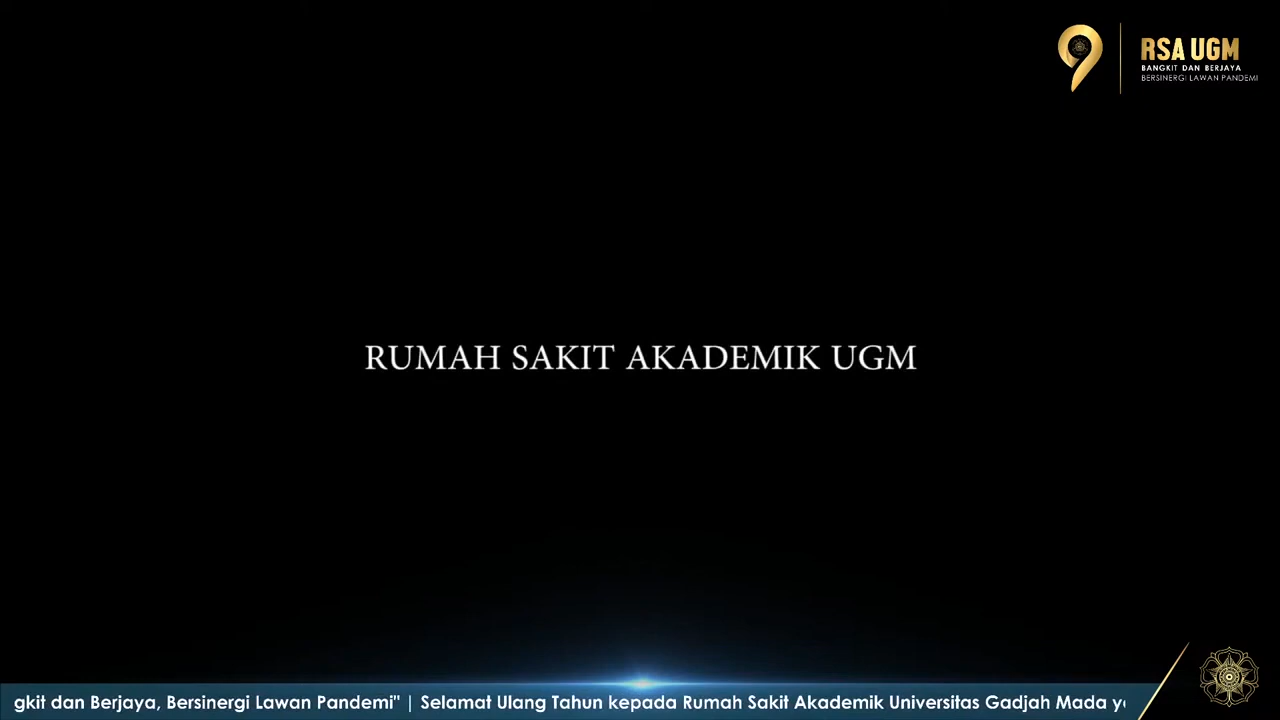 RSA UGM
BANGKIT DAN BERJAYA
BERSINERGI LAWAN PANDEMI
RUMAH SAKIT AKADEMIK UGM
gkit dan Berjaya, Bersinergi Lawan Pandemi" | Selamat Ulang Tahun kepada Rumah Sakit Akademik Universitas Gadjah Mada